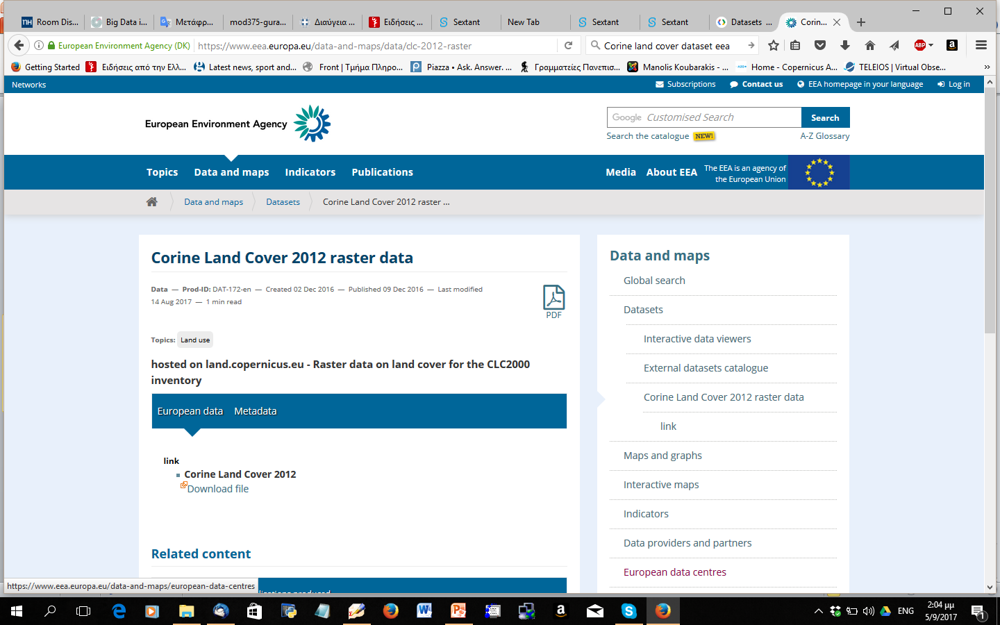 Room Dis...
Big Data i...
Μετάφρ...
mod375-gura...
Διαύγεια ...
Ειδήσεις ...
Sextant
New Tab
Sextant
Sextant
Datasets ...
Corin...
European Environment Agency (DK)
https://www.eea.europa.eu/data-and-maps/data/clc-2012-raster
Corine land cover dataset eea
ABP
Getting Started
Ειδήσεις από την Ελλ...
Latest news, sport and...
Front | Τμήμα Πληρο...
Piazza • Ask. Answer. ...
Γραμματείες Πανεπισ...
Manolis Koubarakis - ...
Home - Copernicus A...
TELEIOS | Virtual Obse...
Networks
Subscriptions
Contact us
EEA homepage in your language
Log in
European Environment Agency
Google Customised Search
Search
Search the catalogue NEW!
A-Z Glossary
Topics
Data and maps
Indicators
Publications
Media
About EEA
The EEA is an agency of
the European Union
Data and maps
Datasets
Corine Land Cover 2012 raster ...
Corine Land Cover 2012 raster data
Data — Prod-ID: DAT-172-en — Created 02 Dec 2016 — Published 09 Dec 2016 — Last modified
14 Aug 2017 — 1 min read
PDF
Topics: Land use
hosted on land.copernicus.eu - Raster data on land cover for the CLC2000
inventory
European data
Metadata
link
Corine Land Cover 2012
Download file
Related content
Data and maps
Global search
Datasets
Interactive data viewers
External datasets catalogue
Corine Land Cover 2012 raster data
link
Maps and graphs
Interactive maps
Indicators
Data providers and partners
European data centres
https://www.eea.europa.eu/data-and-maps/european-data-centres
ENG
2:04 μμ
5/9/2017
1